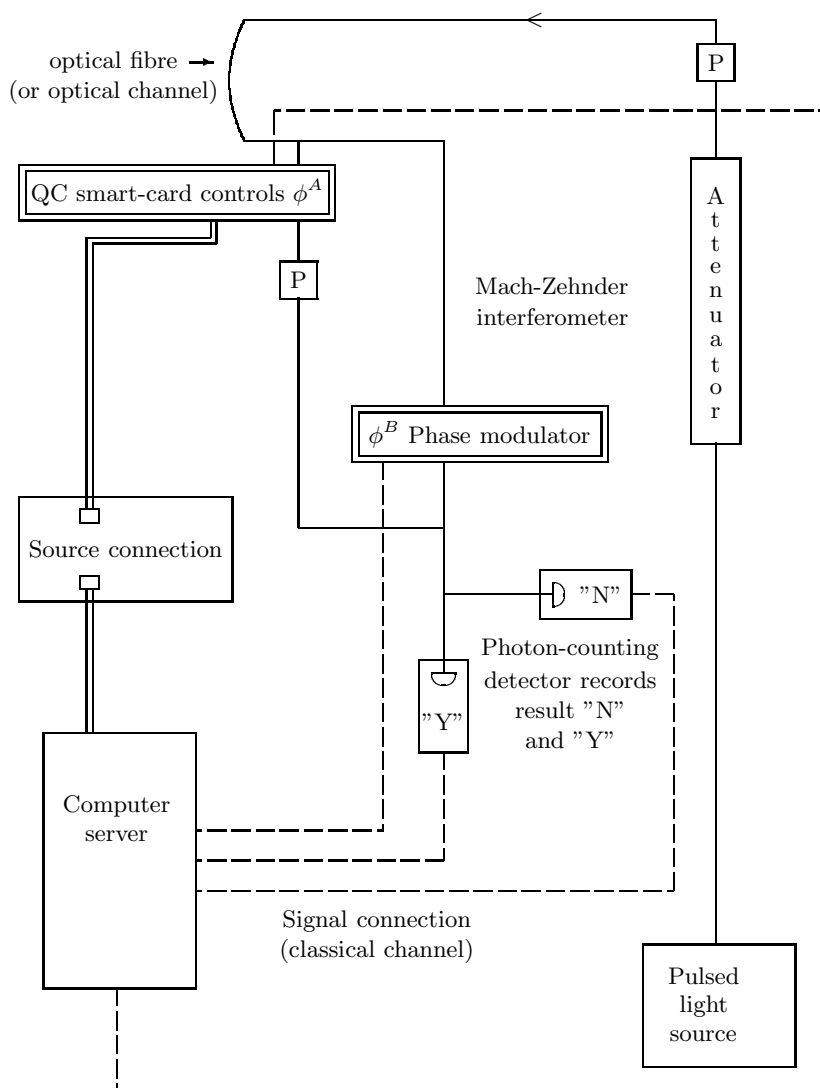 optical fibre
(or optical channel)
P
QC smart-card controls ϕ^A
P
Mach-Zehnder
interferometer
A
t
t
e
n
u
a
t
o
r
ϕ^B Phase modulator
Source connection
"N"
Photon-counting
detector records
result "N"
and "Y"
"Y"
Computer
server
Signal connection
(classical channel)
Pulsed
light
source